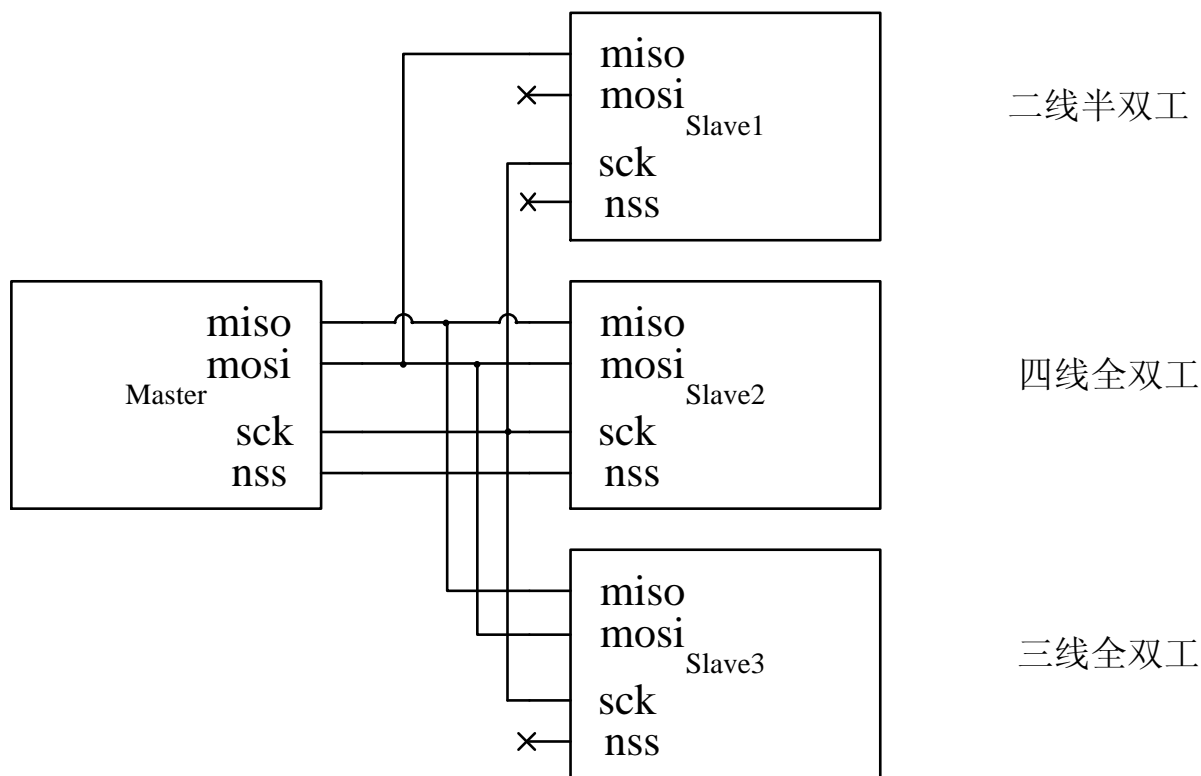 miso
mosi
Slave1
sck
nss
二线半双工
Master
miso
mosi
sck
nss
miso
mosi
Slave2
sck
nss
四线全双工
miso
mosi
Slave3
sck
nss
三线全双工